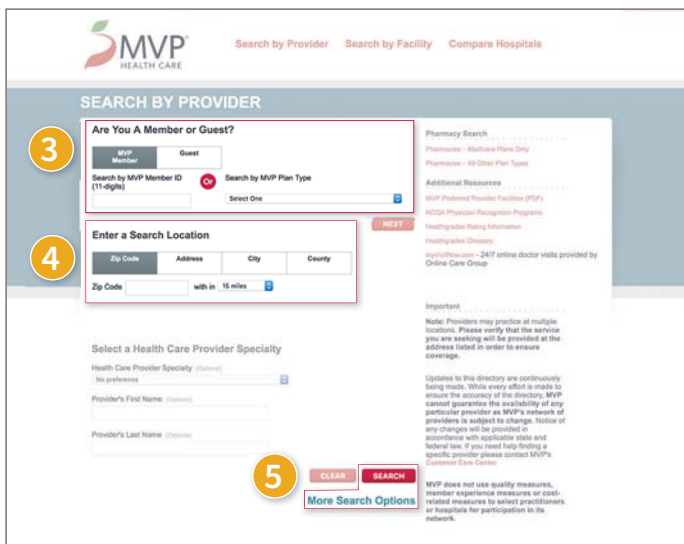 MVP
HEALTH CARE
Search by Provider Search by Facility Compare Hospitals
SEARCH BY PROVIDER
3
Are You A Member or Guest?
MVP
Member
Guest
Search by MVP Member ID
(11-digits)
Or
Search by MVP Plan Type
Select One
NEXT
4
Enter a Search Location
Zip Code Address City County
Zip Code with in 15 miles
Select a Health Care Provider Specialty
Health Care Provider Specialty (Optional)
No preference
Provider's First Name (Optional)
Provider's Last Name (Optional)
5
CLEAR SEARCH
More Search Options
Pharmacy Search
Pharmacies - Medicare Plans Only
Pharmacies - All Other Plan Types
Additional Resources
MVP Preferred Provider Facilities (PDF)
NCQA Physician Recognition Programs
Healthgrades Rating Information
Healthgrades Glossary
myVisitNow.com - 24/7 online doctor visits provided by
Online Care Group
Important
Note: Providers may practice at multiple
locations. Please verify that the service
you are seeking will be provided at the
address listed in order to ensure
coverage.
Updates to this directory are continuously
being made. While every effort is made to
ensure the accuracy of the directory, MVP
cannot guarantee the availability of any
particular provider as MVP's network of
providers is subject to change. Notice of
any changes will be provided in
accordance with applicable state and
federal law. If you need help finding a
specific provider please contact MVP's
Customer Care Center
MVP does not use quality measures,
member experience measures or cost-
related measures to select practitioners
or hospitals for participation in its
network.